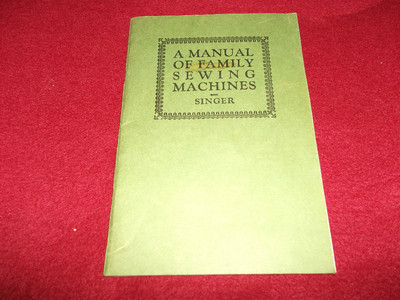 A MANUAL
OF FAMILY
SEWING
MACHINES
SINGER